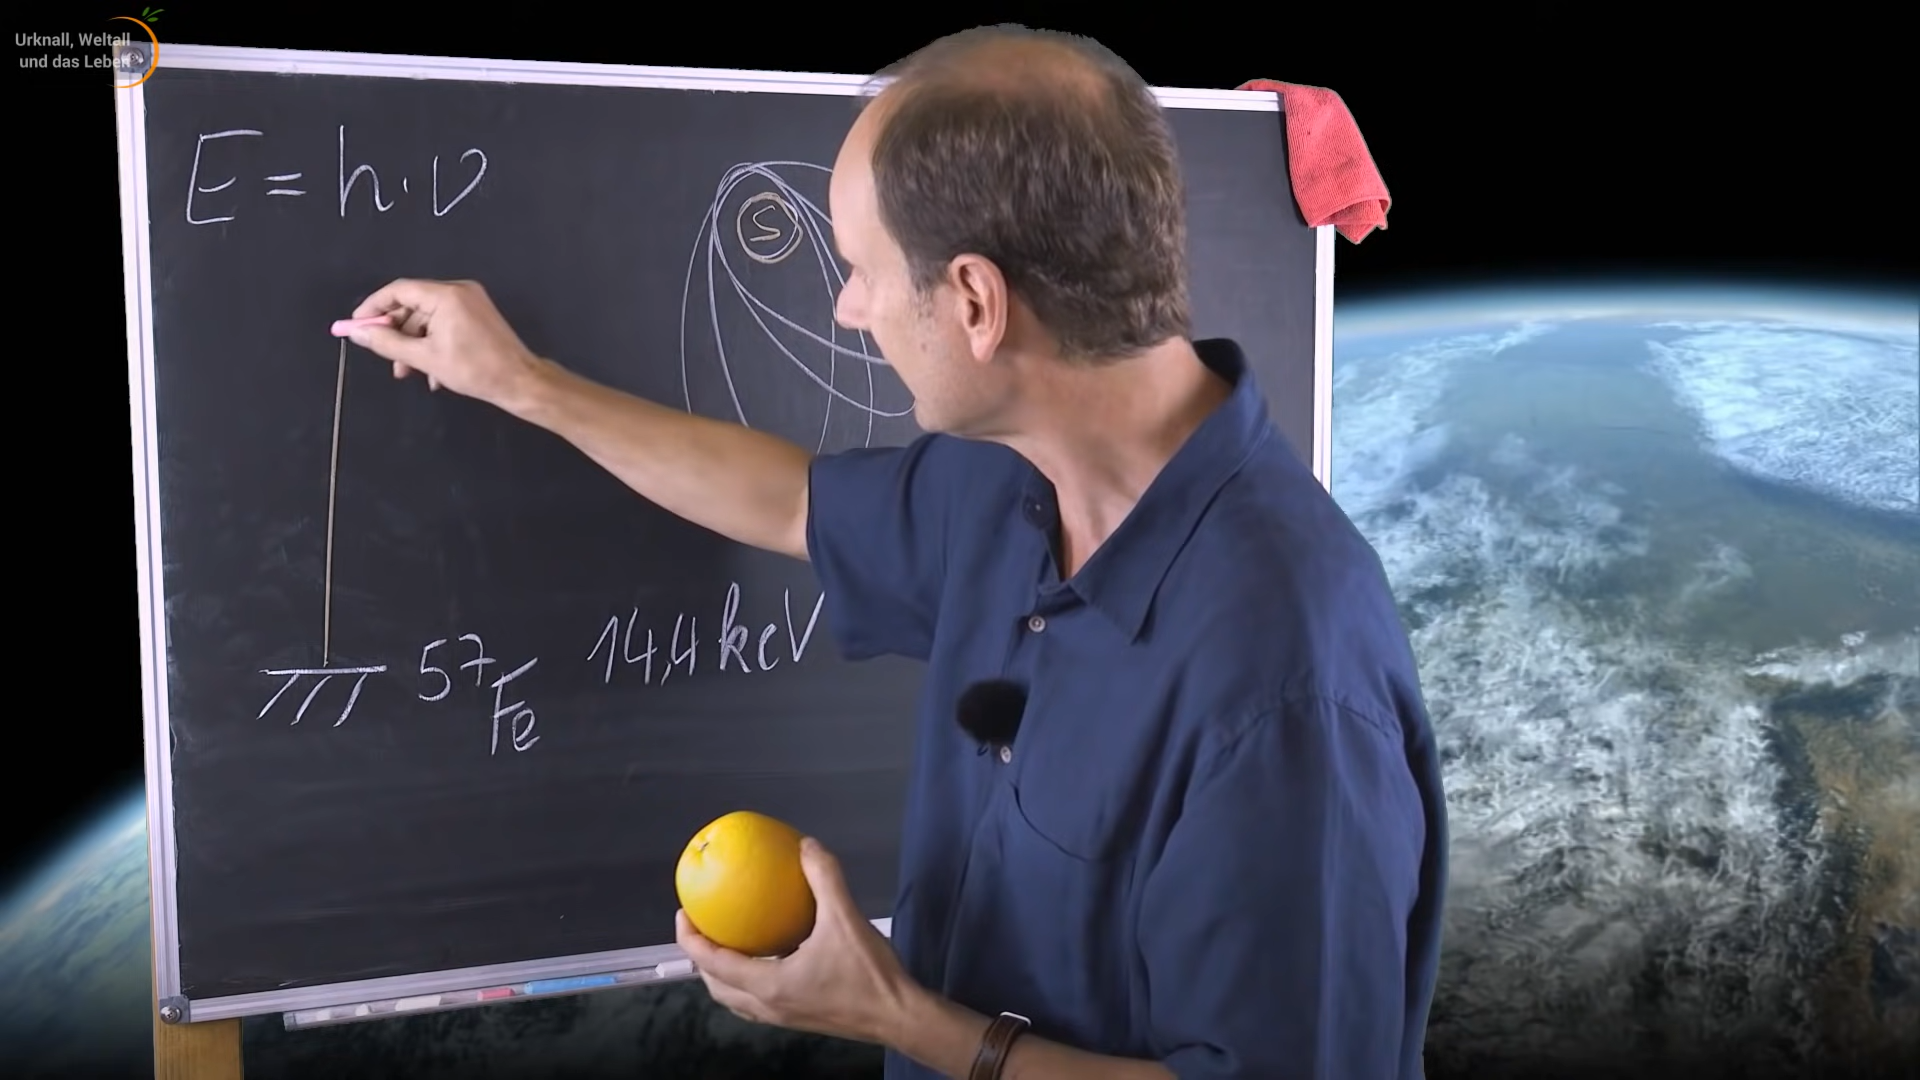 Urknall, Weltall
und das Leben
E = h·ν
S
57
Fe
14,4 keV